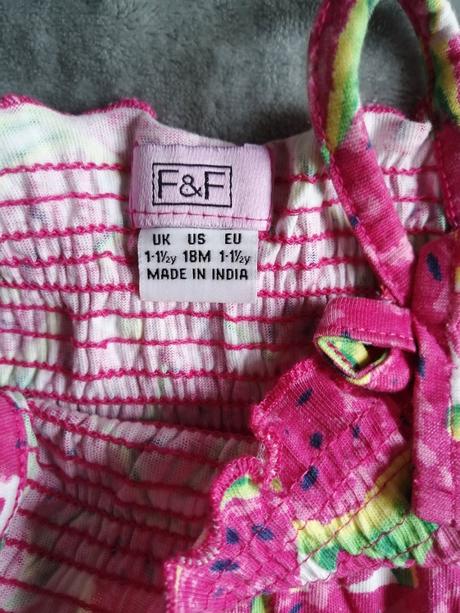 F&F
UK US EU
1-1½y 18M 1-1½y
MADE IN INDIA